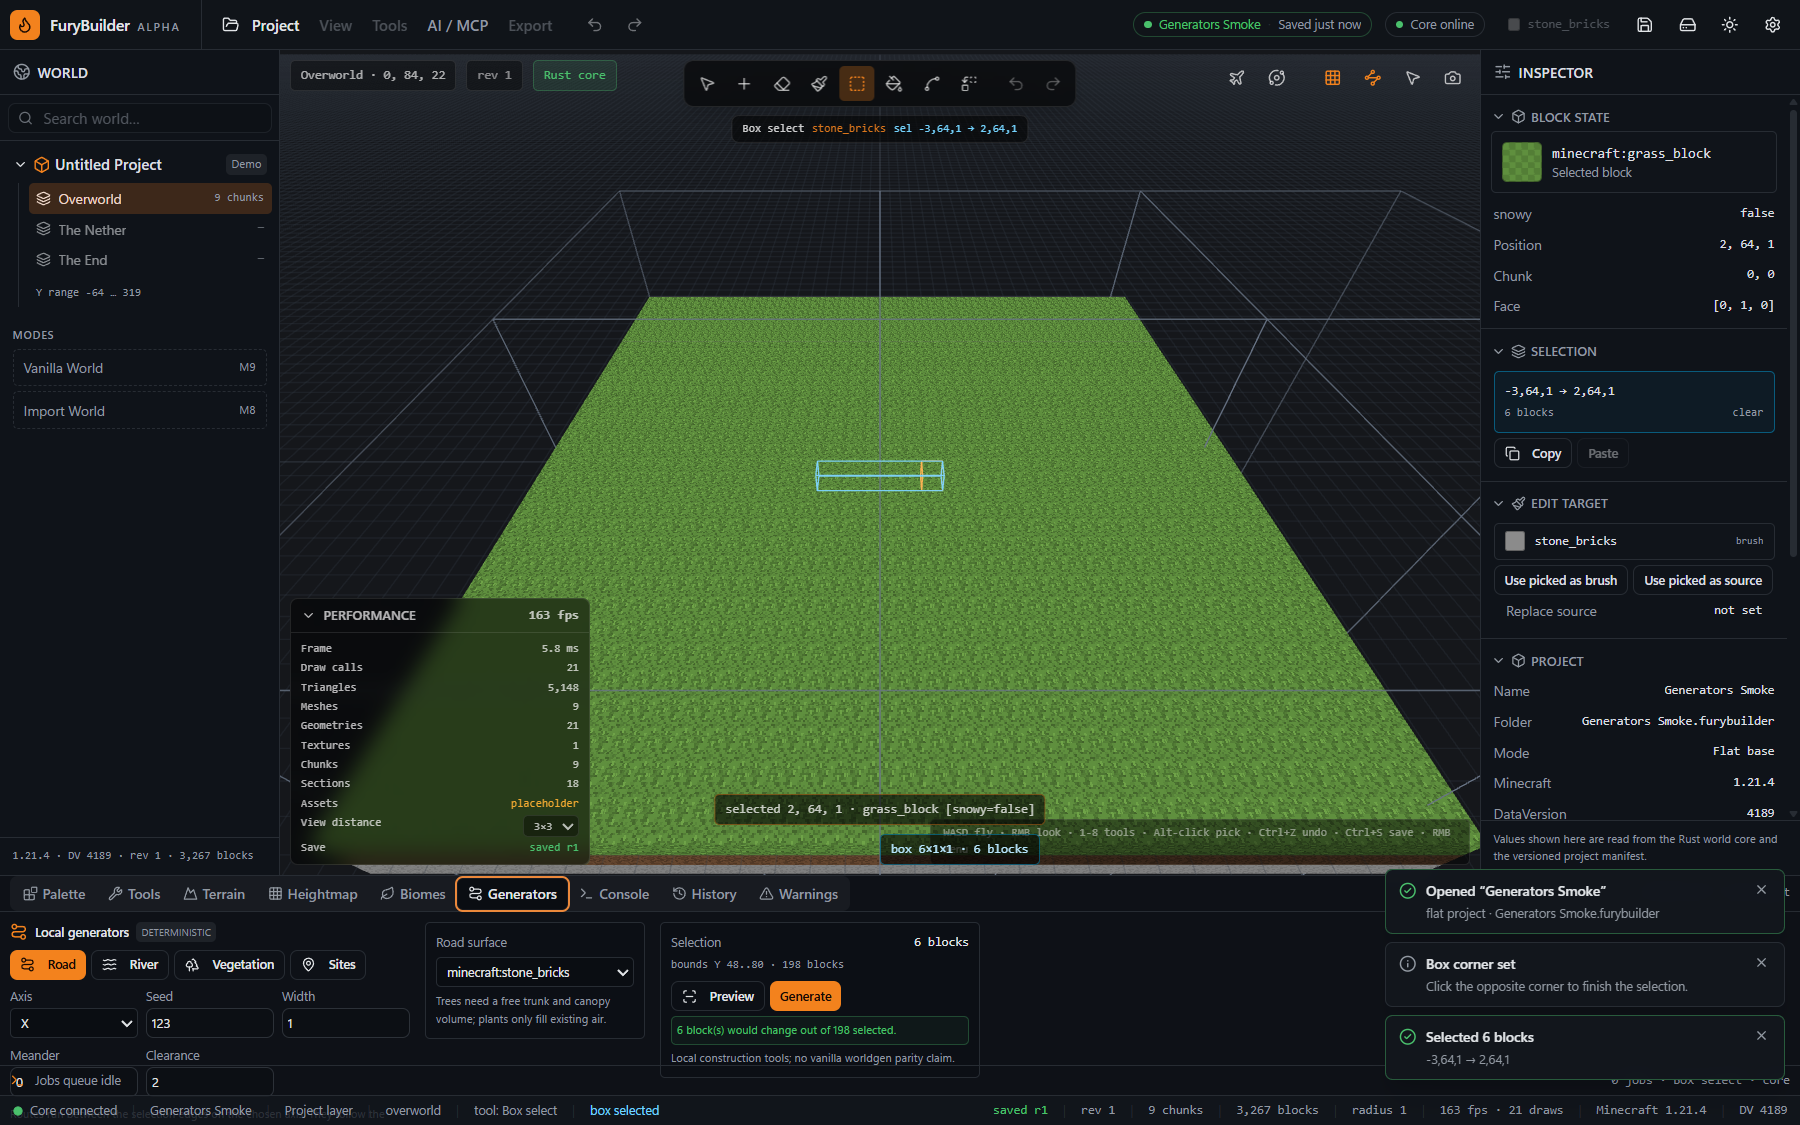 FuryBuilder ALPHA
Project View Tools AI / MCP Export
Generators Smoke · Saved just now
Core online
stone_bricks
WORLD
Search world...
Untitled Project Demo
Overworld 9 chunks
The Nether –
The End –
Y range -64 … 319
MODES
Vanilla World M9
Import World M8
1.21.4 · DV 4189 · rev 1 · 3,267 blocks
Overworld · 0, 84, 22
rev 1
Rust core
Box select stone_bricks sel -3,64,1 → 2,64,1
PERFORMANCE 163 fps
Frame 5.8 ms
Draw calls 21
Triangles 5,148
Meshes 9
Geometries 21
Textures 1
Chunks 9
Sections 18
Assets placeholder
View distance 3×3
Save saved r1
selected 2, 64, 1 · grass_block [snowy=false]
WASD fly · RMB look · 1-8 tools · Alt-click pick · Ctrl+Z undo · Ctrl+S save · RMB
box 6×1×1 · 6 blocks
INSPECTOR
BLOCK STATE
minecraft:grass_block
Selected block
snowy false
Position 2, 64, 1
Chunk 0, 0
Face [0, 1, 0]
SELECTION
-3,64,1 → 2,64,1
6 blocks clear
Copy Paste
EDIT TARGET
stone_bricks brush
Use picked as brush Use picked as source
Replace source not set
PROJECT
Name Generators Smoke
Folder Generators Smoke.furybuilder
Mode Flat base
Minecraft 1.21.4
DataVersion 4189
Values shown here are read from the Rust world core and
the versioned project manifest.
Palette Tools Terrain Heightmap Biomes Generators Console History Warnings
Local generators DETERMINISTIC
Road River Vegetation Sites
Axis Seed Width
X 123 1
Meander Clearance
0 2
Jobs queue idle
Road surface
minecraft:stone_bricks
Trees need a free trunk and canopy
volume; plants only fill existing air.
Selection 6 blocks
bounds Y 48..80 · 198 blocks
Preview Generate
6 block(s) would change out of 198 selected.
Local construction tools; no vanilla worldgen parity claim.
Opened “Generators Smoke”
flat project · Generators Smoke.furybuilder
Box corner set
Click the opposite corner to finish the selection.
Selected 6 blocks
-3,64,1 → 2,64,1
0 jobs · box select · core
Core connected Generators Smoke Project layer overworld tool: Box select box selected
saved r1 rev 1 9 chunks 3,267 blocks radius 1 163 fps · 21 draws Minecraft 1.21.4 DV 4189